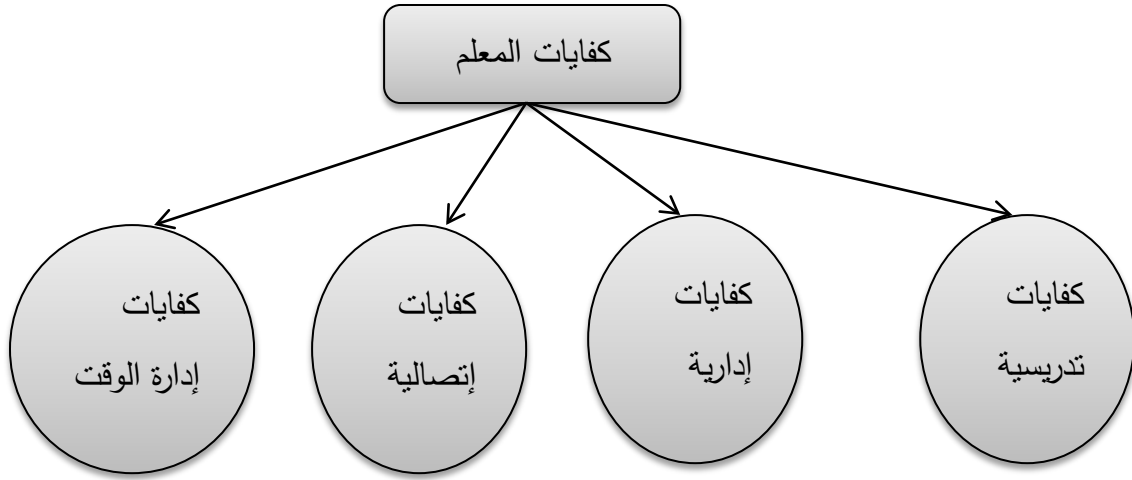 كفايات المعلم
كفايات
تدريسية
كفايات
إدارية
كفايات
إتصالية
كفايات
إدارة الوقت